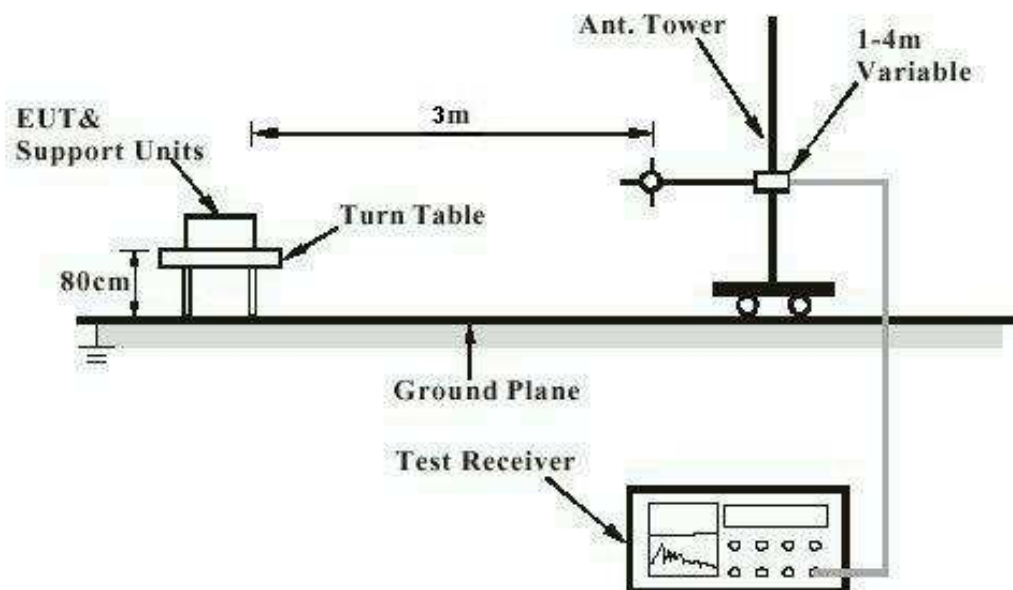 Ant. Tower
1-4m
Variable
3m
EUT&
Support Units
Turn Table
80cm
Ground Plane
Test Receiver